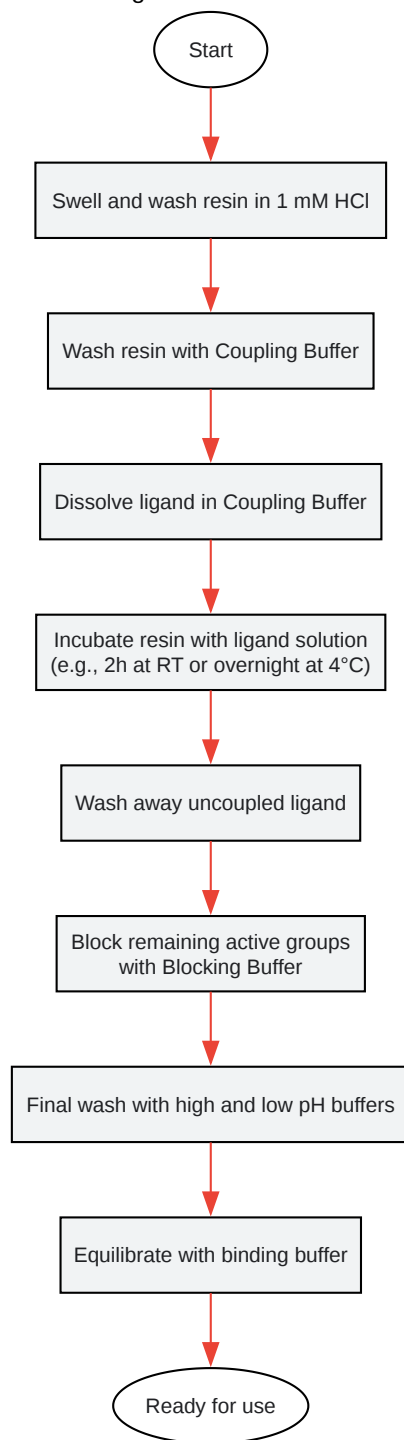 Start
Swell and wash resin in 1 mM HCl
Wash resin with Coupling Buffer
Dissolve ligand in Coupling Buffer
Incubate resin with ligand solution
(e.g., 2h at RT or overnight at 4°C)
Wash away uncoupled ligand
Block remaining active groups
with Blocking Buffer
Final wash with high and low pH buffers
Equilibrate with binding buffer
Ready for use